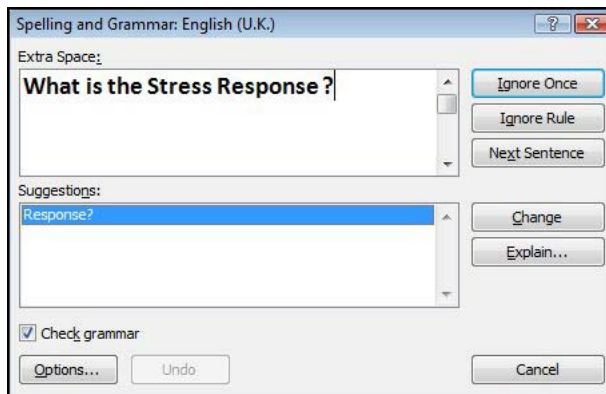 Spelling and Grammar: English (U.K.)
Extra Space:
What is the Stress Response ?
Ignore Once
Ignore Rule
Next Sentence
Suggestions:
Response?
Change
Explain...
Check grammar
Options...
Undo
Cancel